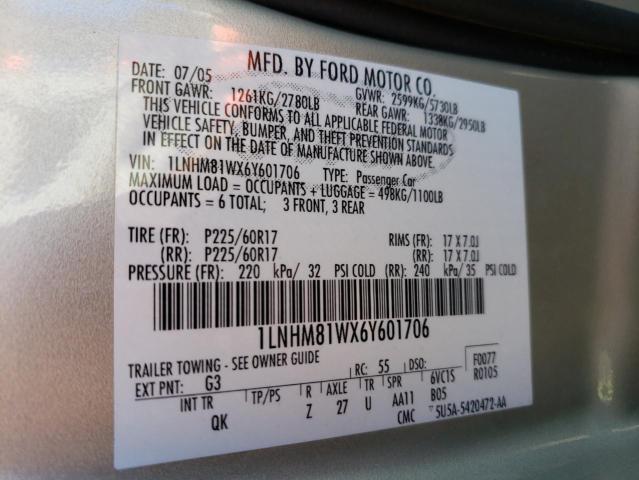 MFD. BY FORD MOTOR CO.
DATE: 07/05 GVWR: 2599KG/5730LB
FRONT GAWR: 1261KG/2780LB REAR GAWR: 1338KG/2950LB
THIS VEHICLE CONFORMS TO ALL APPLICABLE FEDERAL MOTOR
VEHICLE SAFETY, BUMPER, AND THEFT PREVENTION STANDARDS
IN EFFECT ON THE DATE OF MANUFACTURE SHOWN ABOVE.
VIN: 1LNHM81WX6Y601706 TYPE: Passenger Car
MAXIMUM LOAD = OCCUPANTS + LUGGAGE = 498KG/1100LB
OCCUPANTS = 6 TOTAL; 3 FRONT, 3 REAR
TIRE (FR): P225/60R17 RIMS (FR): 17 X 7.0J
(RR): P225/60R17 (RR): 17 X 7.0J
PRESSURE (FR): 220 kPa/ 32 PSI COLD (RR): 240 kPa/ 35 PSI COLD
1LNHM81WX6Y601706
TRAILER TOWING - SEE OWNER GUIDE
EXT PNT: G3 RC: 55 DSO: F0077
R0105
INT TR TP/PS R AXLE TR SPR 6VC1S
QK Z 27 U AA11 B05
CMC 5U5A-5420472-AA